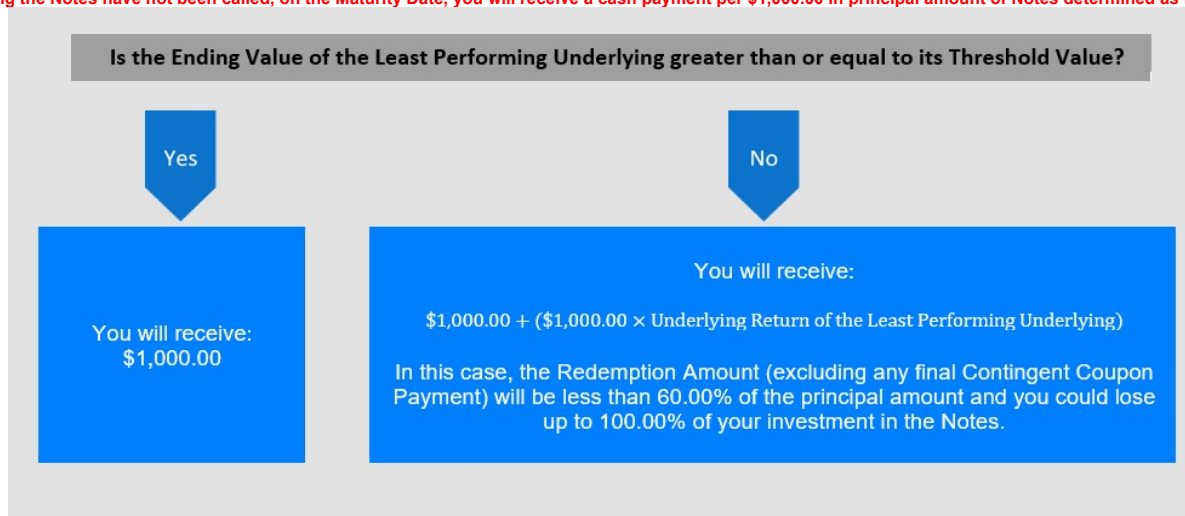 g the Notes have not been called, on the Maturity Date, you will receive a cash payment per $1,000.00 in principal amount of Notes determined as
Is the Ending Value of the Least Performing Underlying greater than or equal to its Threshold Value?
Yes
No
You will receive:
$1,000.00
You will receive:
$1,000.00 + ($1,000.00 × Underlying Return of the Least Performing Underlying)
In this case, the Redemption Amount (excluding any final Contingent Coupon
Payment) will be less than 60.00% of the principal amount and you could lose
up to 100.00% of your investment in the Notes.